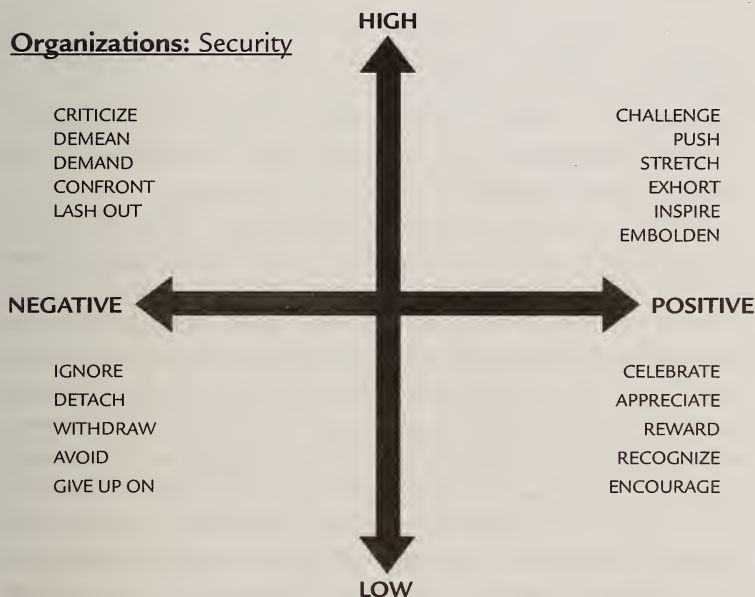 HIGH
Organizations: Security
CRITICIZE
DEMEAN
DEMAND
CONFRONT
LASH OUT
CHALLENGE
PUSH
STRETCH
EXHORT
INSPIRE
EMBOLDEN
NEGATIVE
POSITIVE
IGNORE
DETACH
WITHDRAW
AVOID
GIVE UP ON
CELEBRATE
APPRECIATE
REWARD
RECOGNIZE
ENCOURAGE
LOW